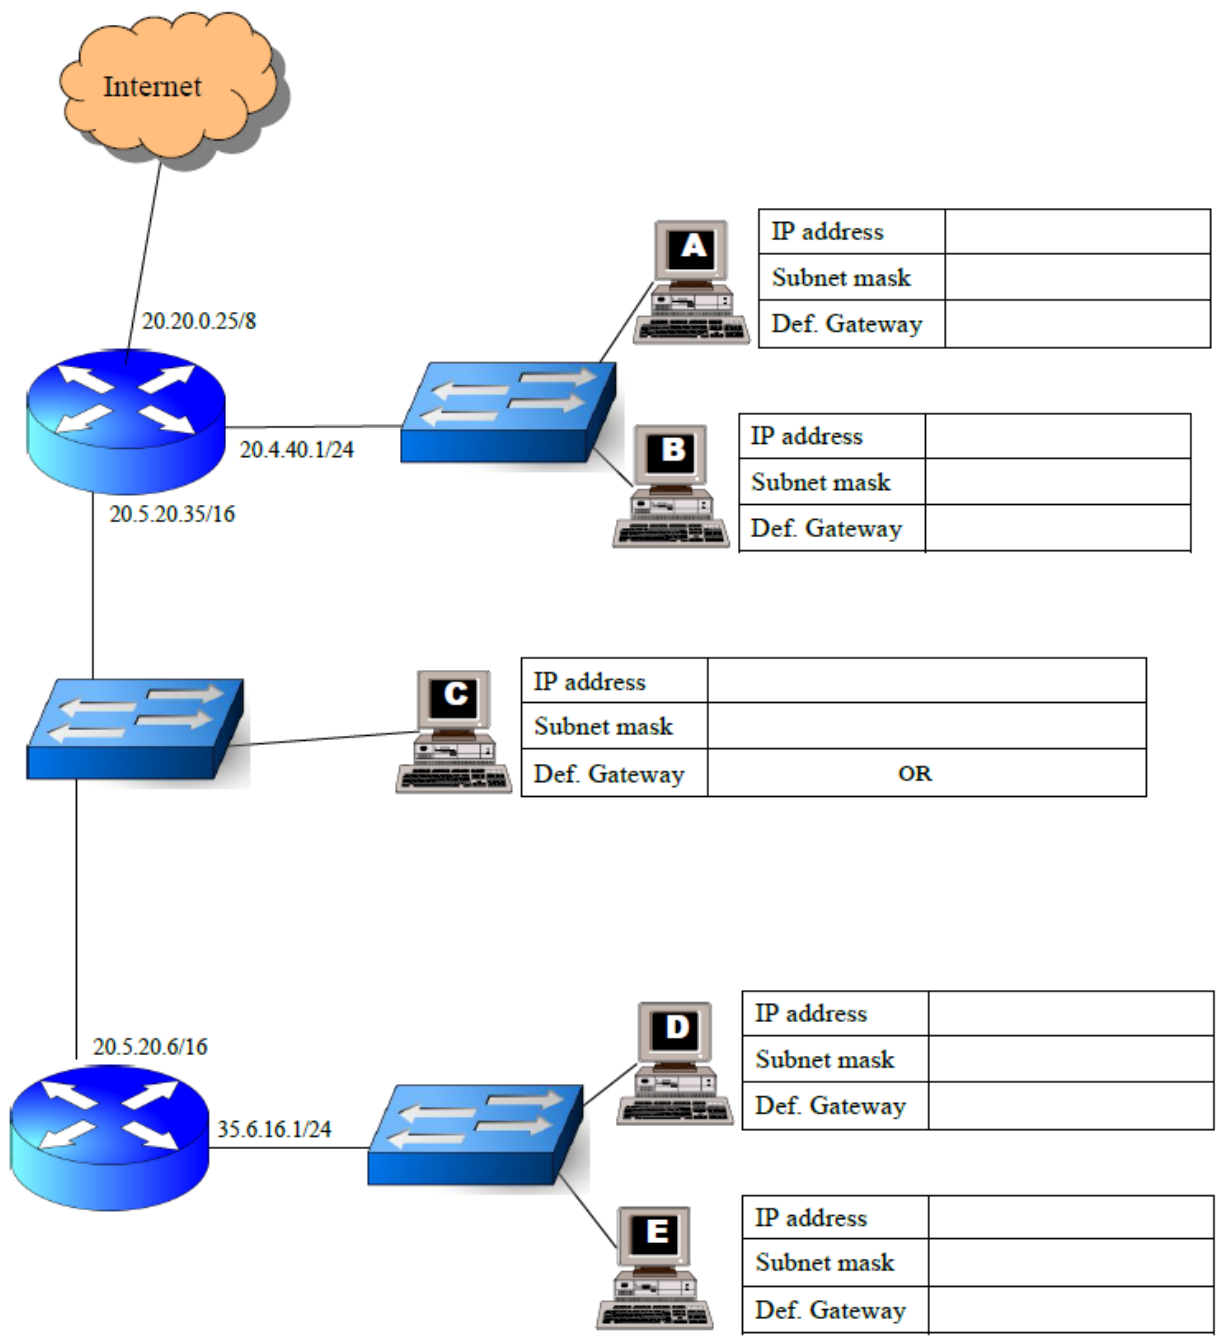 Internet
20.20.0.25/8
20.4.40.1/24
20.5.20.35/16
A
IP address
Subnet mask
Def. Gateway
B
IP address
Subnet mask
Def. Gateway
C
IP address
Subnet mask
Def. Gateway OR
20.5.20.6/16
35.6.16.1/24
D
IP address
Subnet mask
Def. Gateway
E
IP address
Subnet mask
Def. Gateway